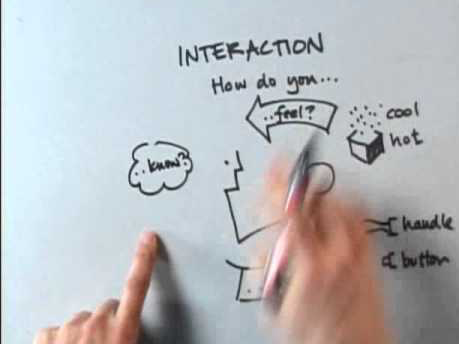 INTERACTION
How do you...
..feel?
cool
hot
..know?
handle
button